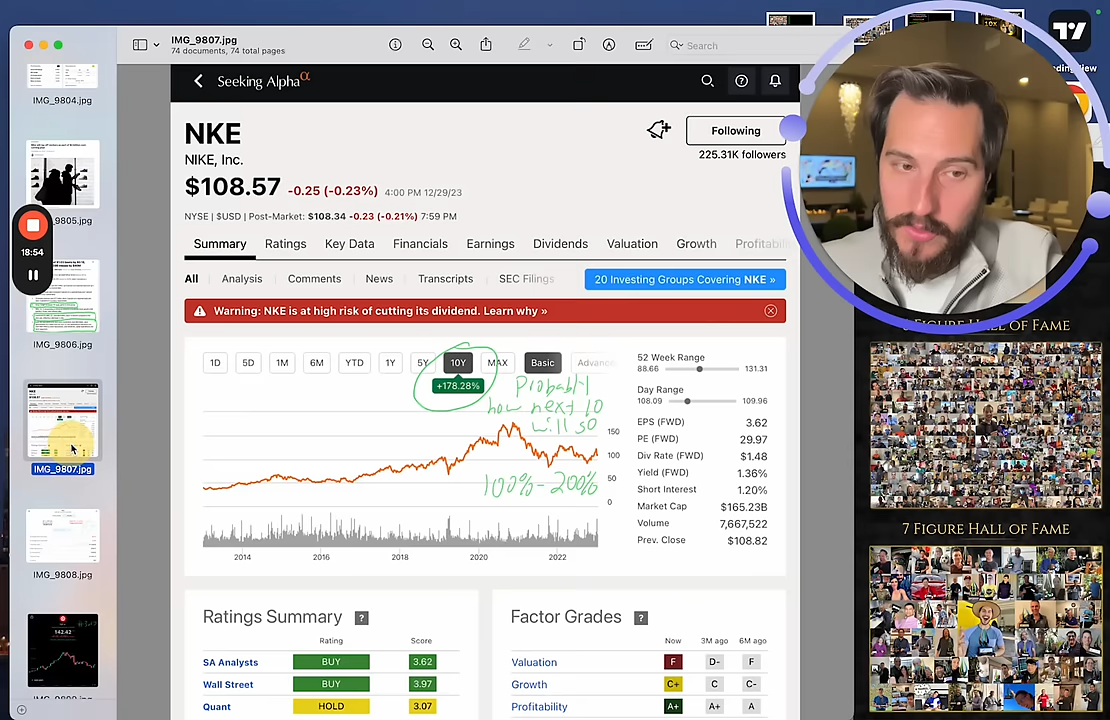 IMG_9807.jpg
74 documents, 74 total pages
Search
IMG_9804.jpg
9805.jpg
18:54
IMG_9806.jpg
IMG_9807.jpg
IMG_9808.jpg
Seeking Alpha α
NKE
NIKE, Inc.
Following
225.31K followers
$108.57 -0.25 (-0.23%) 4:00 PM 12/29/23
NYSE | $USD | Post-Market: $108.34 -0.23 (-0.21%) 7:59 PM
Summary Ratings Key Data Financials Earnings Dividends Valuation Growth Profitabili
All Analysis Comments News Transcripts SEC Filings 20 Investing Groups Covering NKE »
Warning: NKE is at high risk of cutting its dividend. Learn why »
1D 5D 1M 6M YTD 1Y 5Y 10Y MAX Basic Advanc
+178.28%
Probably
how next 10
will go
100%-200%
150
100
50
0
2014 2016 2018 2020 2022
52 Week Range
88.66 131.31
Day Range
108.09 109.96
EPS (FWD) 3.62
PE (FWD) 29.97
Div Rate (FWD) $1.48
Yield (FWD) 1.36%
Short Interest 1.20%
Market Cap $165.23B
Volume 7,667,522
Prev. Close $108.82
Ratings Summary ?
Rating Score
SA Analysts BUY 3.62
Wall Street BUY 3.97
Quant HOLD 3.07
Factor Grades ?
Now 3M ago 6M ago
Valuation F D- F
Growth C+ C C-
Profitability A+ A+ A
142.42
Figure Hall of Fame
7 Figure Hall of Fame